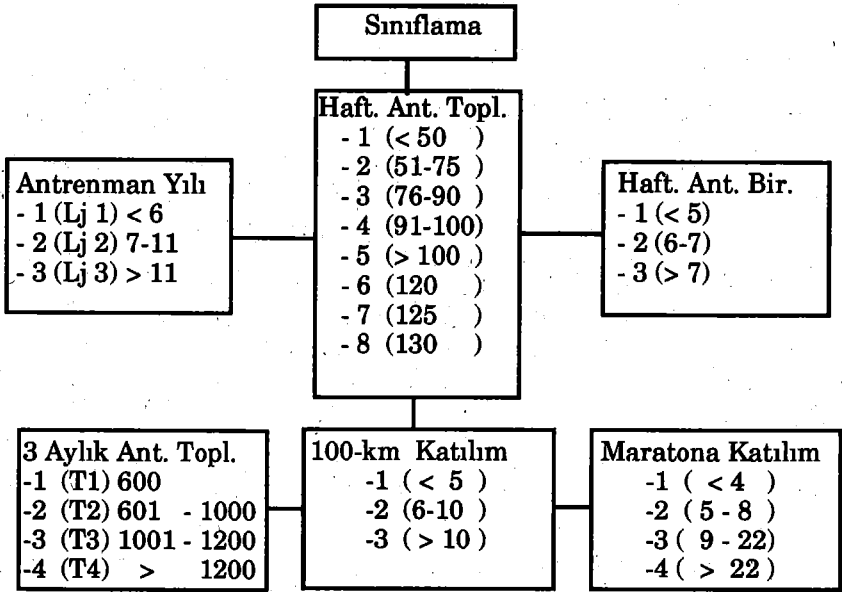 Sınıflama
Haft. Ant. Topl.
- 1 (< 50 )
- 2 (51-75 )
- 3 (76-90 )
- 4 (91-100)
- 5 (> 100 )
- 6 (120 )
- 7 (125 )
- 8 (130 )
Antrenman Yılı
- 1 (Lj 1) < 6
- 2 (Lj 2) 7-11
- 3 (Lj 3) > 11
Haft. Ant. Bir.
- 1 (< 5)
- 2 (6-7)
- 3 (> 7)
3 Aylık Ant. Topl.
-1 (T1) 600
-2 (T2) 601 - 1000
-3 (T3) 1001 - 1200
-4 (T4) > 1200
100-km Katılım
-1 ( < 5 )
-2 (6-10 )
-3 ( > 10 )
Maratona Katılım
-1 ( < 4 )
-2 ( 5 - 8 )
-3 ( 9 - 22)
-4 ( > 22 )